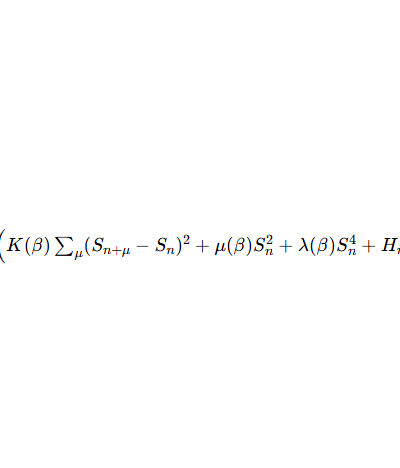 (K(β) ∑_μ (S_{n+μ} − S_n)^2 + μ(β)S_n^2 + λ(β)S_n^4 + H